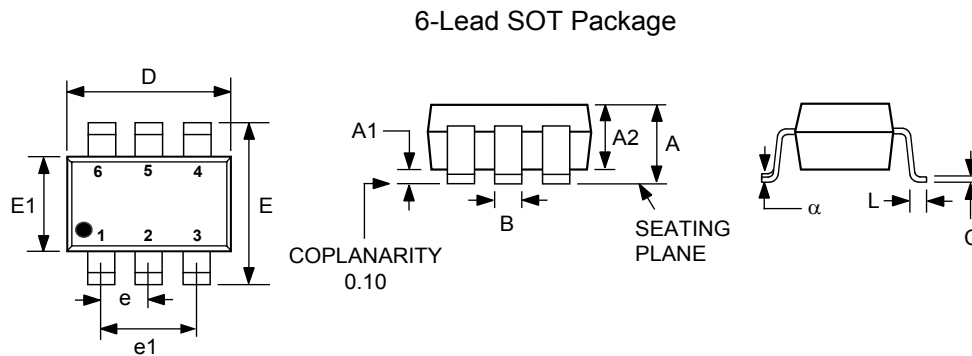 6-Lead SOT Package
D
6 5 4
E1
E
1 2 3
e
e1
A1
A2
A
B
COPLANARITY
0.10
SEATING
PLANE
α
L
C